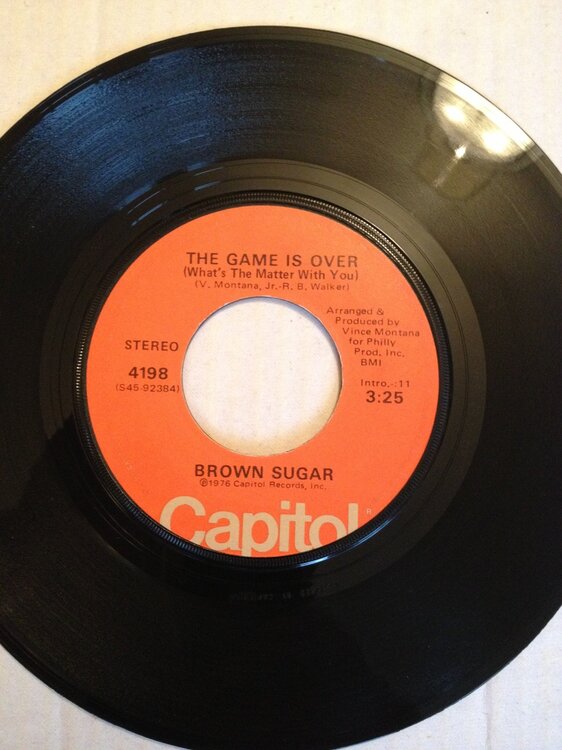 THE GAME IS OVER
(What's The Matter With You)
(V. Montana, Jr.-R. B. Walker)
Arranged &
Produced by
Vince Montana
for Philly
Prod, Inc.
BMI
STEREO
4198
(S45-92384)
Intro.-:11
3:25
BROWN SUGAR
℗1976 Capitol Records, Inc.
Capitol
R